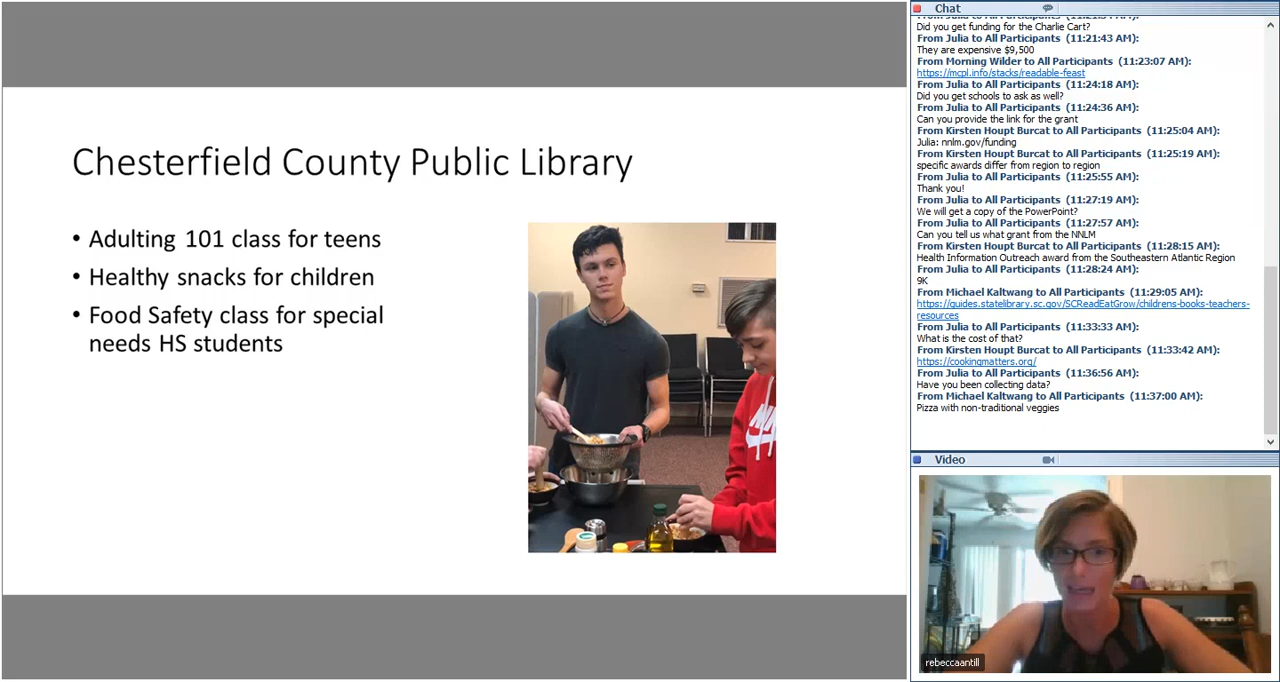 Chesterfield County Public Library
• Adulting 101 class for teens
• Healthy snacks for children
• Food Safety class for special
needs HS students
Chat
Did you get funding for the Charlie Cart?
From Julia to All Participants (11:21:43 AM):
They are expensive $9,500
From Morning Wilder to All Participants (11:23:07 AM):
https://mcpl.info/stacks/readable-feast
From Julia to All Participants (11:24:18 AM):
Did you get schools to ask as well?
From Julia to All Participants (11:24:36 AM):
Can you provide the link for the grant
From Kirsten Houpt Burcat to All Participants (11:25:04 AM):
Julia: nnlm.gov/funding
From Kirsten Houpt Burcat to All Participants (11:25:19 AM):
specific awards differ from region to region
From Julia to All Participants (11:25:55 AM):
Thank you!
From Julia to All Participants (11:27:19 AM):
We will get a copy of the PowerPoint?
From Julia to All Participants (11:27:57 AM):
Can you tell us what grant from the NNLM
From Kirsten Houpt Burcat to All Participants (11:28:15 AM):
Health Information Outreach award from the Southeastern Atlantic Region
From Julia to All Participants (11:28:24 AM):
9K
From Michael Kaltwang to All Participants (11:29:05 AM):
https://guides.statelibrary.sc.gov/SCReadEatGrow/childrens-books-teachers-
resources
From Julia to All Participants (11:33:33 AM):
What is the cost of that?
From Kirsten Houpt Burcat to All Participants (11:33:42 AM):
https://cookingmatters.org/
From Julia to All Participants (11:36:56 AM):
Have you been collecting data?
From Michael Kaltwang to All Participants (11:37:00 AM):
Pizza with non-traditional veggies
Video
rebeccaantill